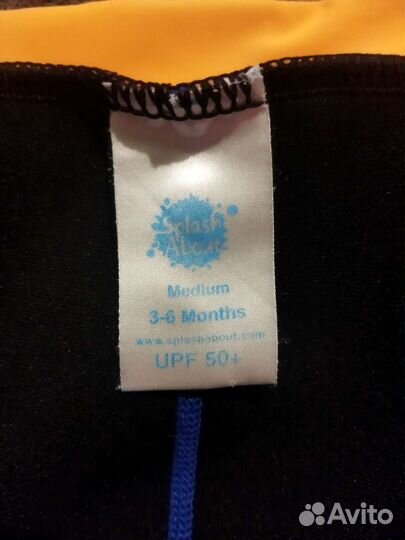 Splash
About
Medium
3-6 Months
www.splashabout.com
UPF 50+
Avito